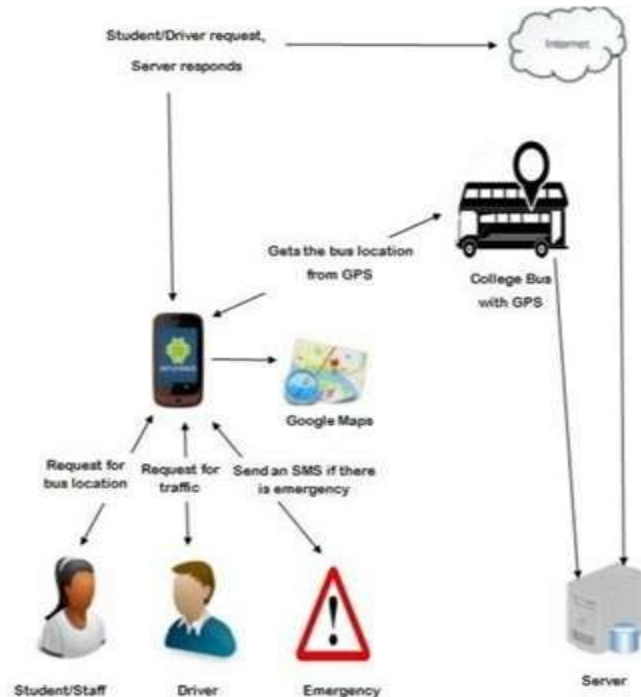 Student/Driver request,
Server responds
Internet
Geta the bus location
from GPS
College Bus
with GPS
Google Maps
Request for
bus location
Request for
traffic
Send an SMS if there
is emergency
Student/Staff
Driver
Emergency
Server